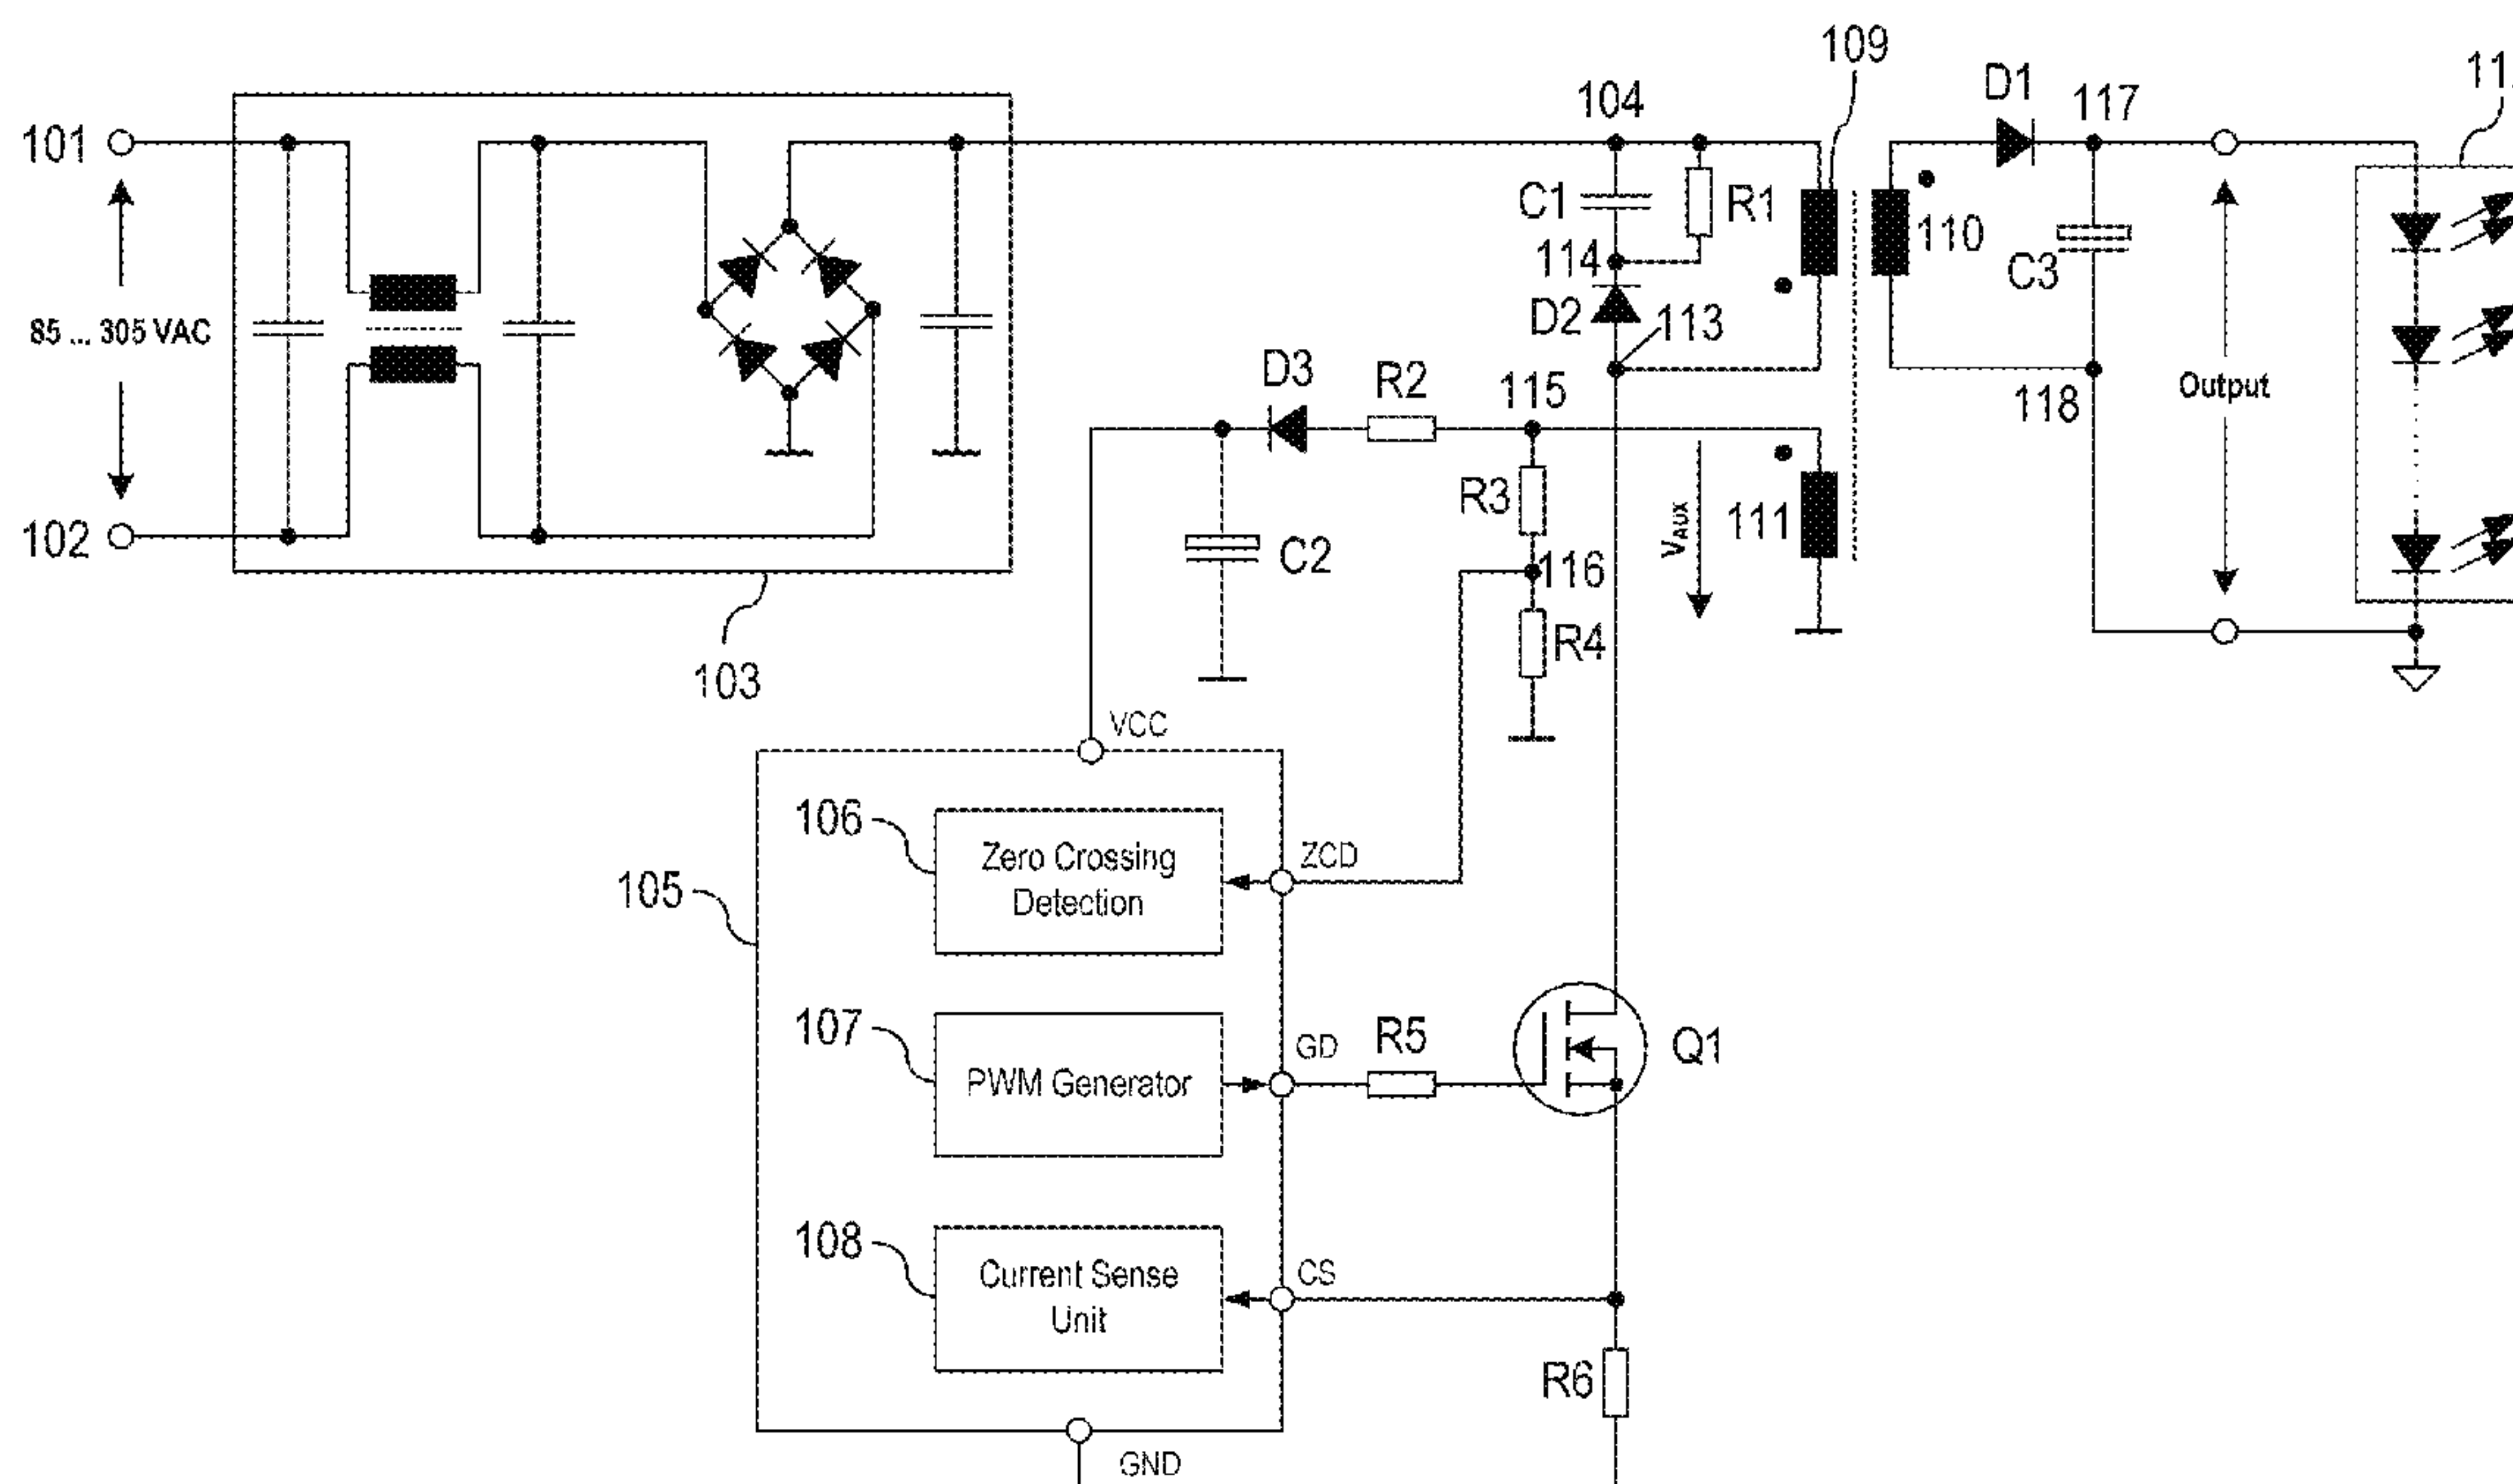 109
D1
117
104
101
C1
R1
110
C3
114
D2
113
85 ... 305 VAC
D3
R2
115
118
Output
R3
V_AUX
111
102
C2
116
R4
103
VCC
106
Zero Crossing
Detection
ZCD
105
107
PWM Generator
GD
R5
Q1
108
Current Sense
Unit
CS
R6
GND